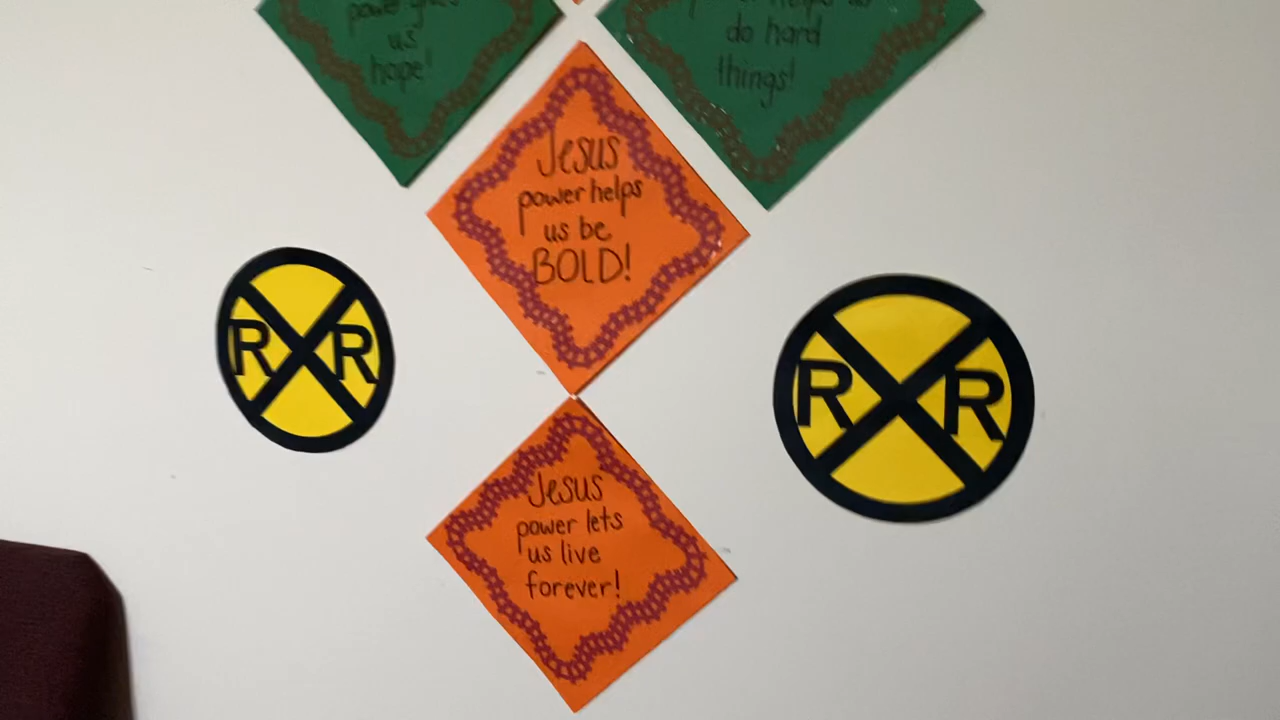 us
hope!
do hard
things!
Jesus
power helps
us be
BOLD!
R R
R R
Jesus
power lets
us live
forever!